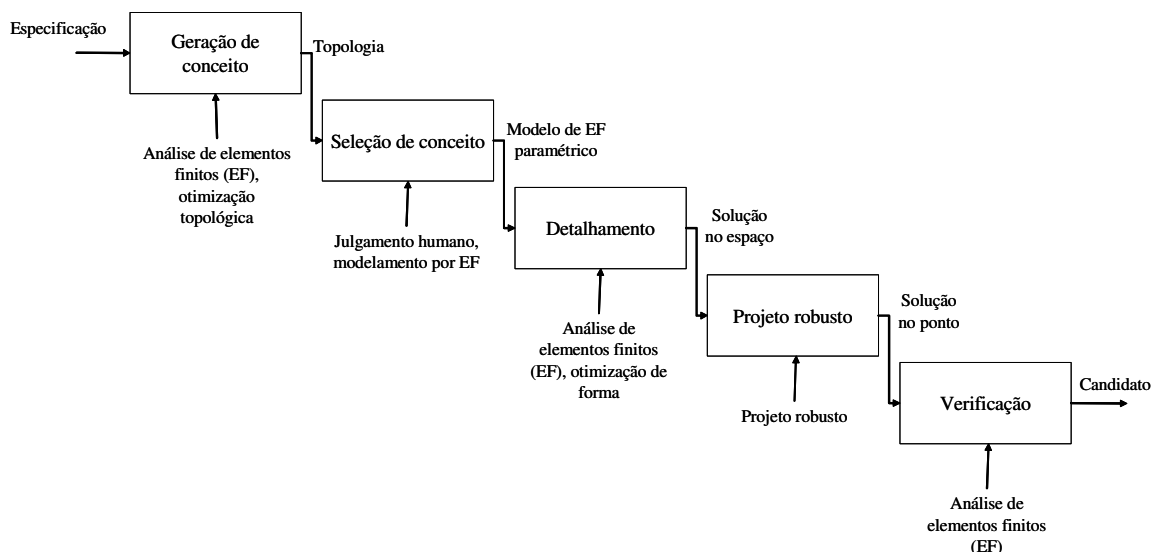 Especificação
Geração de
conceito
Topologia
Análise de elementos
finitos (EF),
otimização
topológica
Seleção de conceito
Modelo de EF
paramétrico
Julgamento humano,
modelamento por EF
Detalhamento
Solução
no espaço
Análise de
elementos finitos
(EF), otimização de
forma
Projeto robusto
Solução
no ponto
Projeto robusto
Verificação
Candidato
Análise de
elementos finitos
(EF)